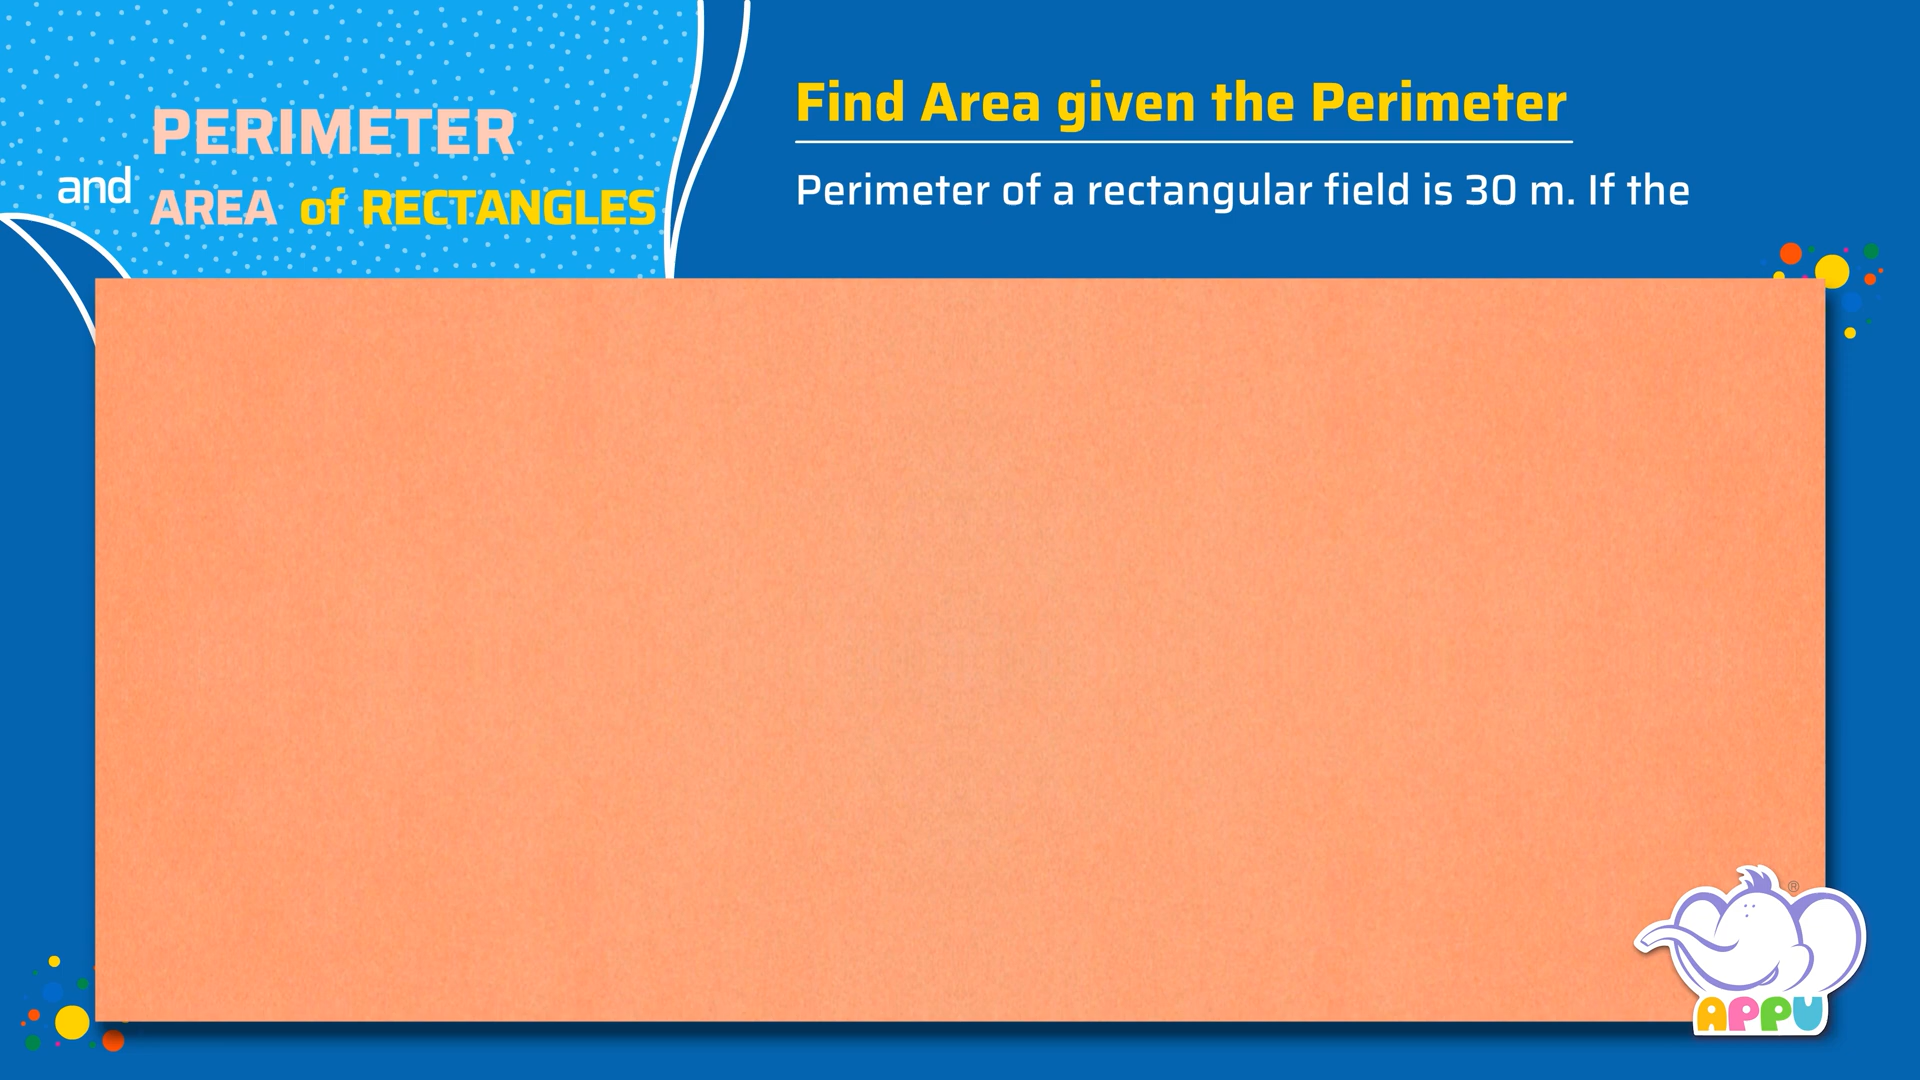 PERIMETER
and AREA of RECTANGLES
Find Area given the Perimeter
Perimeter of a rectangular field is 30 m. If the
®
APPU